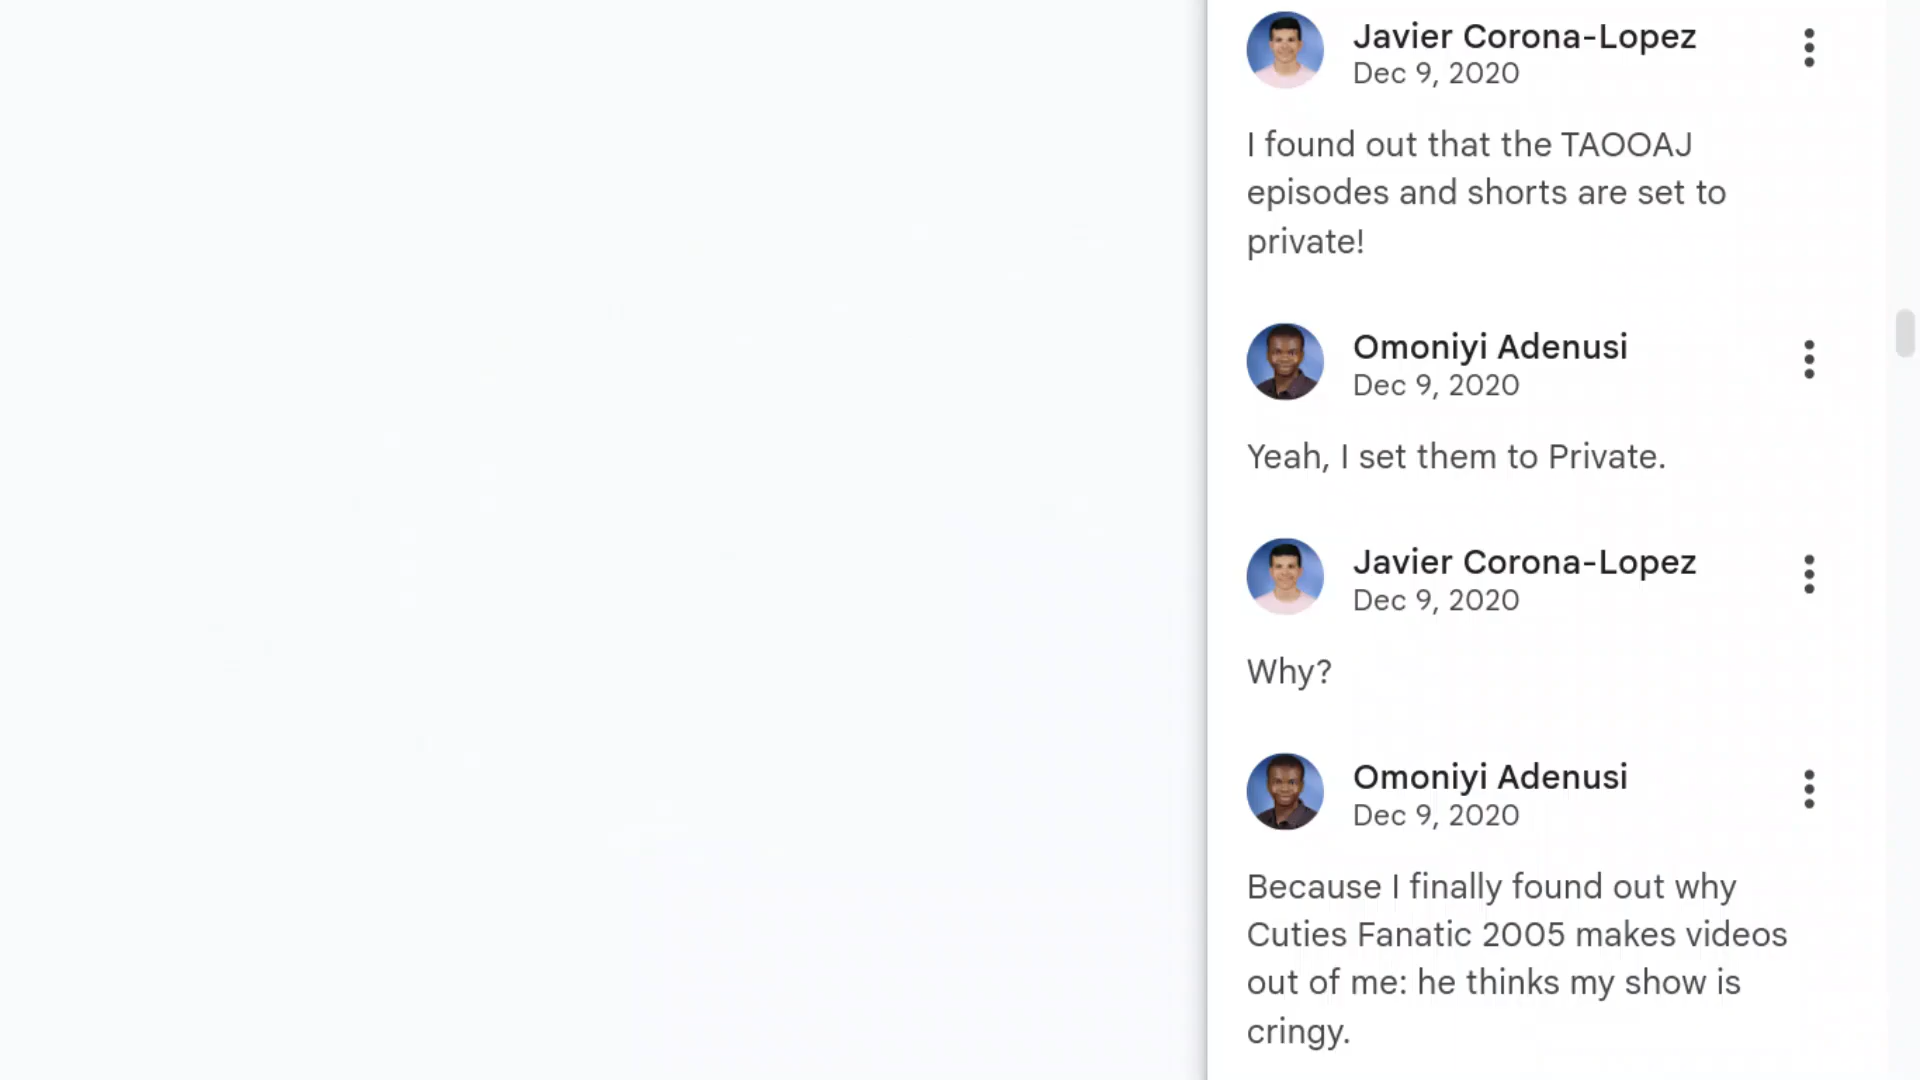 Javier Corona-Lopez
Dec 9, 2020
I found out that the TAOOAJ
episodes and shorts are set to
private!
Omoniyi Adenusi
Dec 9, 2020
Yeah, I set them to Private.
Javier Corona-Lopez
Dec 9, 2020
Why?
Omoniyi Adenusi
Dec 9, 2020
Because I finally found out why
Cuties Fanatic 2005 makes videos
out of me: he thinks my show is
cringy.